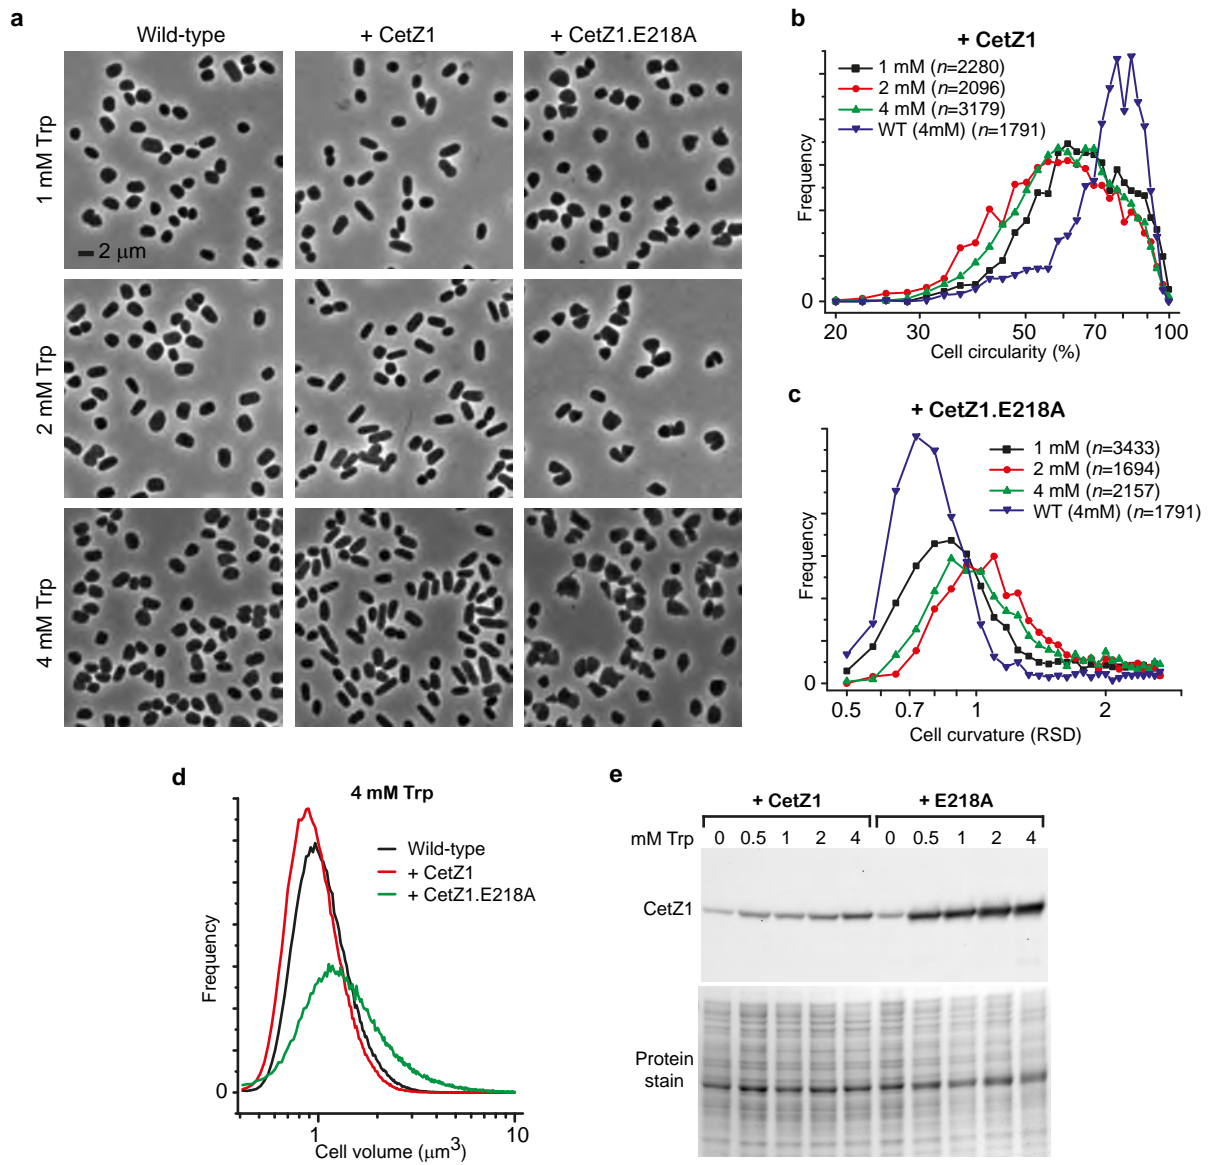 a
Wild-type
+ CetZ1
+ CetZ1.E218A
1 mM Trp
2 μm
2 mM Trp
4 mM Trp
b
+ CetZ1
1 mM (n=2280)
2 mM (n=2096)
4 mM (n=3179)
WT (4mM) (n=1791)
Frequency
0
20 30 50 70 100
Cell circularity (%)
c
+ CetZ1.E218A
1 mM (n=3433)
2 mM (n=1694)
4 mM (n=2157)
WT (4mM) (n=1791)
Frequency
0
0.5 0.7 1 2
Cell curvature (RSD)
d
4 mM Trp
Wild-type
+ CetZ1
+ CetZ1.E218A
Frequency
0
1 10
Cell volume (μm3)
e
+ CetZ1 + E218A
mM Trp 0 0.5 1 2 4 0 0.5 1 2 4
CetZ1
Protein
stain